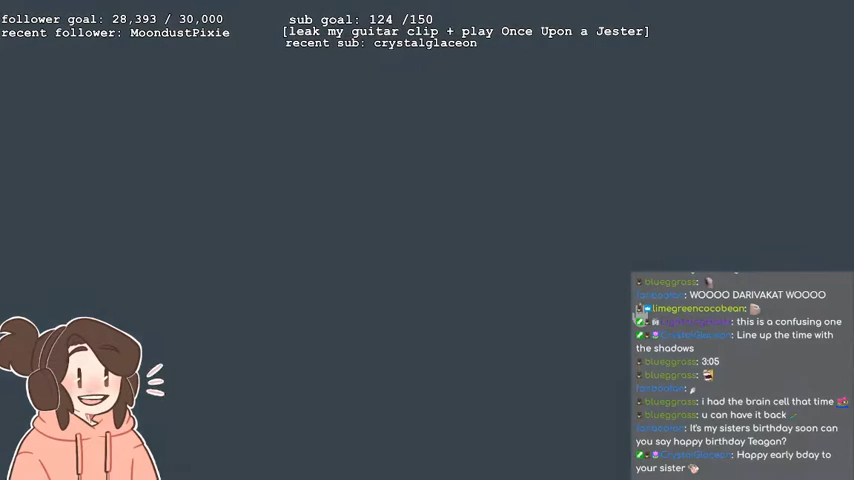 follower goal: 28,393 / 30,000
recent follower: MoondustPixie
sub goal: 124 /150
[leak my guitar clip + play Once Upon a Jester]
recent sub: crystalglaceon
blueggrass:
WOOOO DARIVAKAT WOOOO
limegreencocobean:
this is a confusing one
CrystalGlaceon: Line up the time with
the shadows
blueggrass: 3:05
blueggrass:
blueggrass: i had the brain cell that time
blueggrass: u can have it back
It's my sisters birthday soon can
you say happy birthday Teagan?
CrystalGlaceon: Happy early bday to
your sister